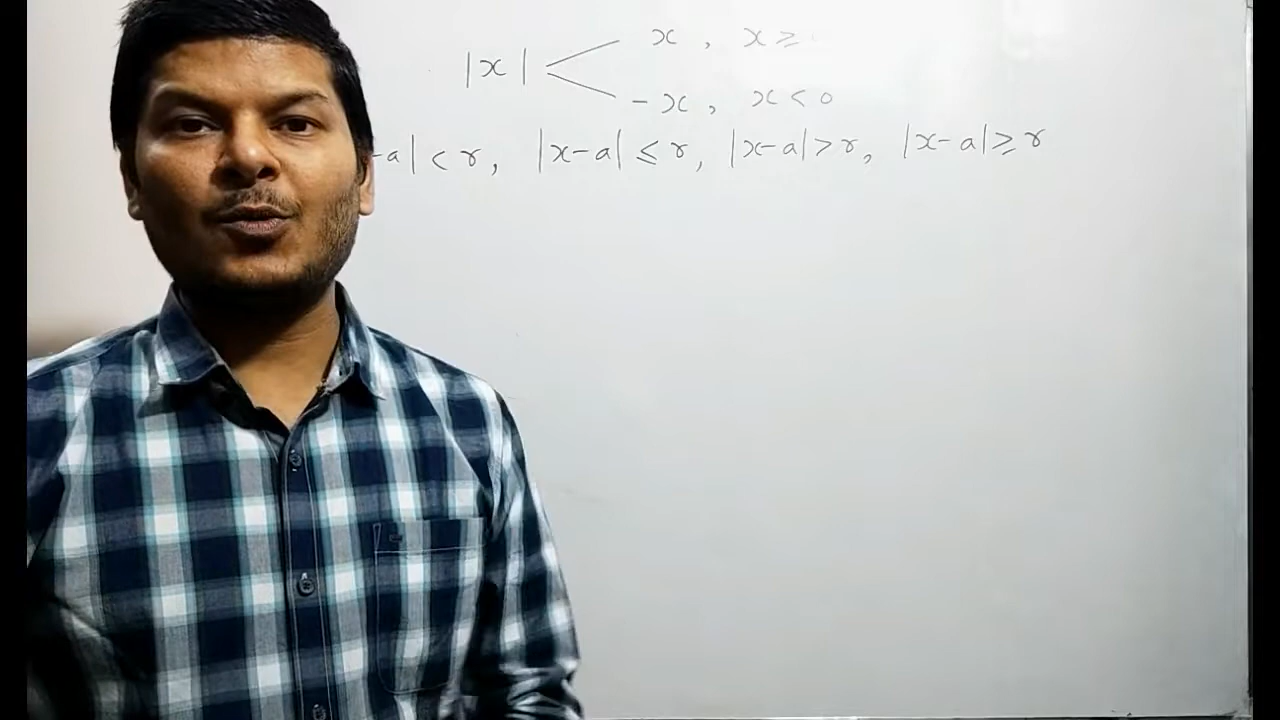 |x| x, x ≥
-x, x < 0
-a| < r, |x-a| ≤ r, |x-a| > r, |x-a| ≥ r